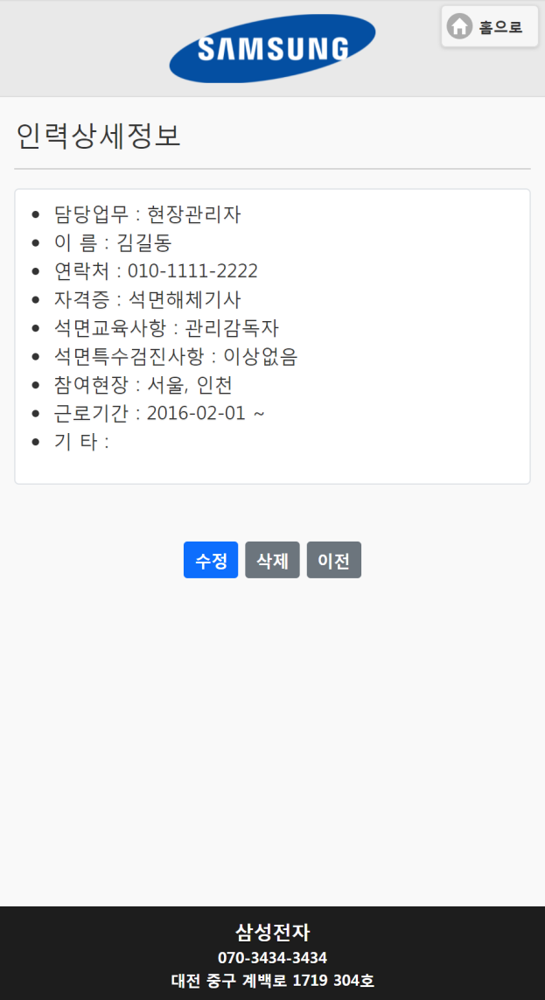 SAMSUNG
홈으로
인력상세정보
담당업무 : 현장관리자
이 름 : 김길동
연락처 : 010-1111-2222
자격증 : 석면해체기사
석면교육사항 : 관리감독자
석면특수검진사항 : 이상없음
참여현장 : 서울, 인천
근로기간 : 2016-02-01 ~
기 타 :
수정 삭제 이전
삼성전자
070-3434-3434
대전 중구 계백로 1719 304호